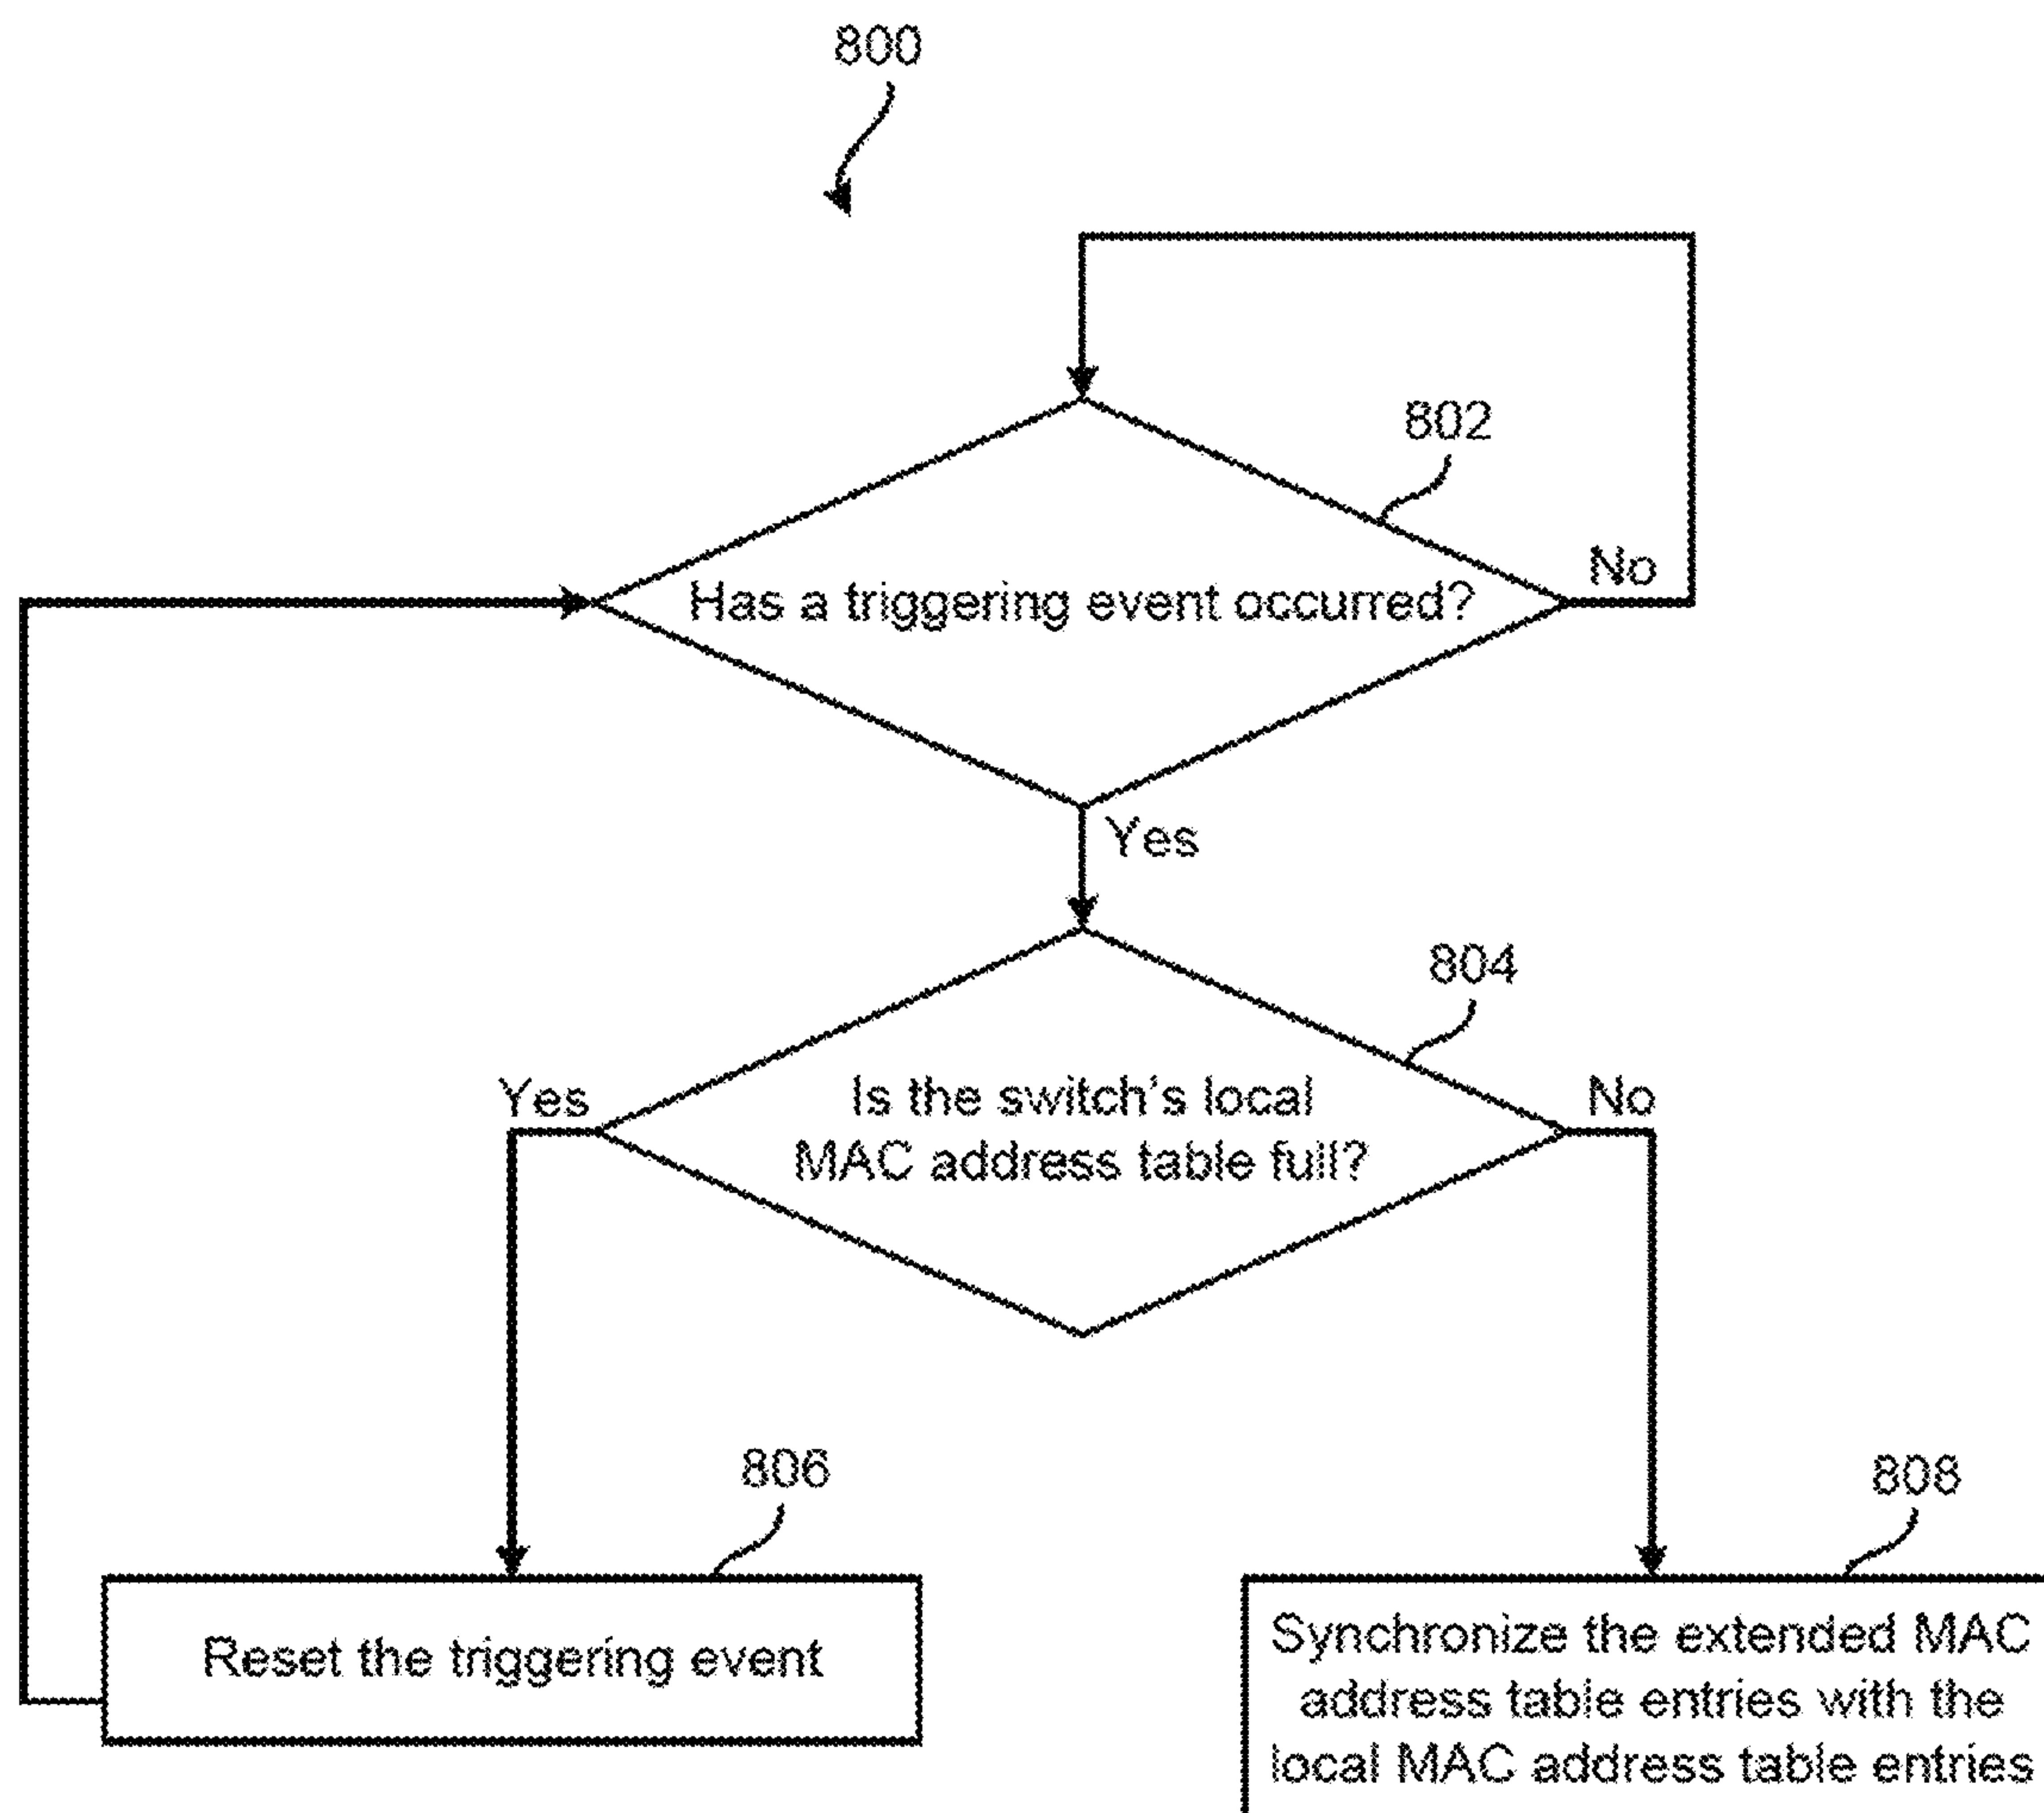 800
802
No
Has a triggering event occurred?
Yes
804
Yes
Is the switch's local
No
MAC address table full?
806
808
Reset the triggering event
Synchronize the extended MAC
address table entries with the
local MAC address table entries